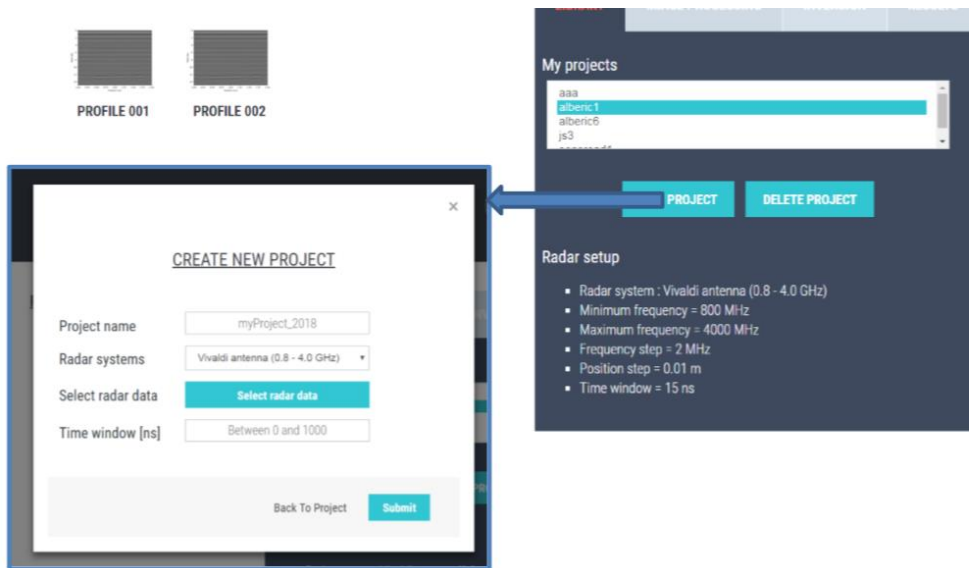 PROFILE 001 PROFILE 002
My projects
aaa
alberic1
alberic6
js3
PROJECT DELETE PROJECT
Radar setup
Radar system : Vivaldi antenna (0.8 - 4.0 GHz)
Minimum frequency = 800 MHz
Maximum frequency = 4000 MHz
Frequency step = 2 MHz
Position step = 0.01 m
Time window = 15 ns
×
CREATE NEW PROJECT
Project name myProject_2018
Radar systems Vivaldi antenna (0.8 - 4.0 GHz)
Select radar data Select radar data
Time window [ns] Between 0 and 1000
Back To Project Submit